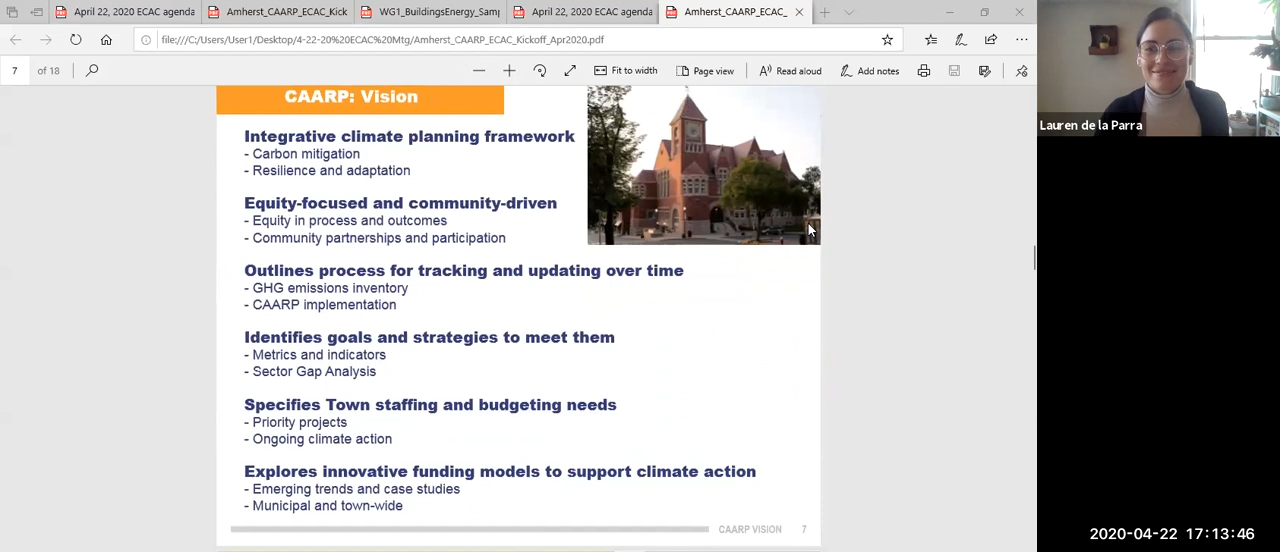 April 22, 2020 ECAC agenda
Amherst_CAARP_ECAC_Kick
WG1_BuildingsEnergy_Samp
April 22, 2020 ECAC agenda
Amherst_CAARP_ECAC_
file:///C:/Users/User1/Desktop/4-22-20%20ECAC%20Mtg/Amherst_CAARP_ECAC_Kickoff_Apr2020.pdf
7 of 18
Fit to width
Page view
Read aloud
Add notes
CAARP: Vision
Integrative climate planning framework
- Carbon mitigation
- Resilience and adaptation
Equity-focused and community-driven
- Equity in process and outcomes
- Community partnerships and participation
Outlines process for tracking and updating over time
- GHG emissions inventory
- CAARP implementation
Identifies goals and strategies to meet them
- Metrics and indicators
- Sector Gap Analysis
Specifies Town staffing and budgeting needs
- Priority projects
- Ongoing climate action
Explores innovative funding models to support climate action
- Emerging trends and case studies
- Municipal and town-wide
CAARP VISION 7
Lauren de la Parra
2020-04-22 17:13:46